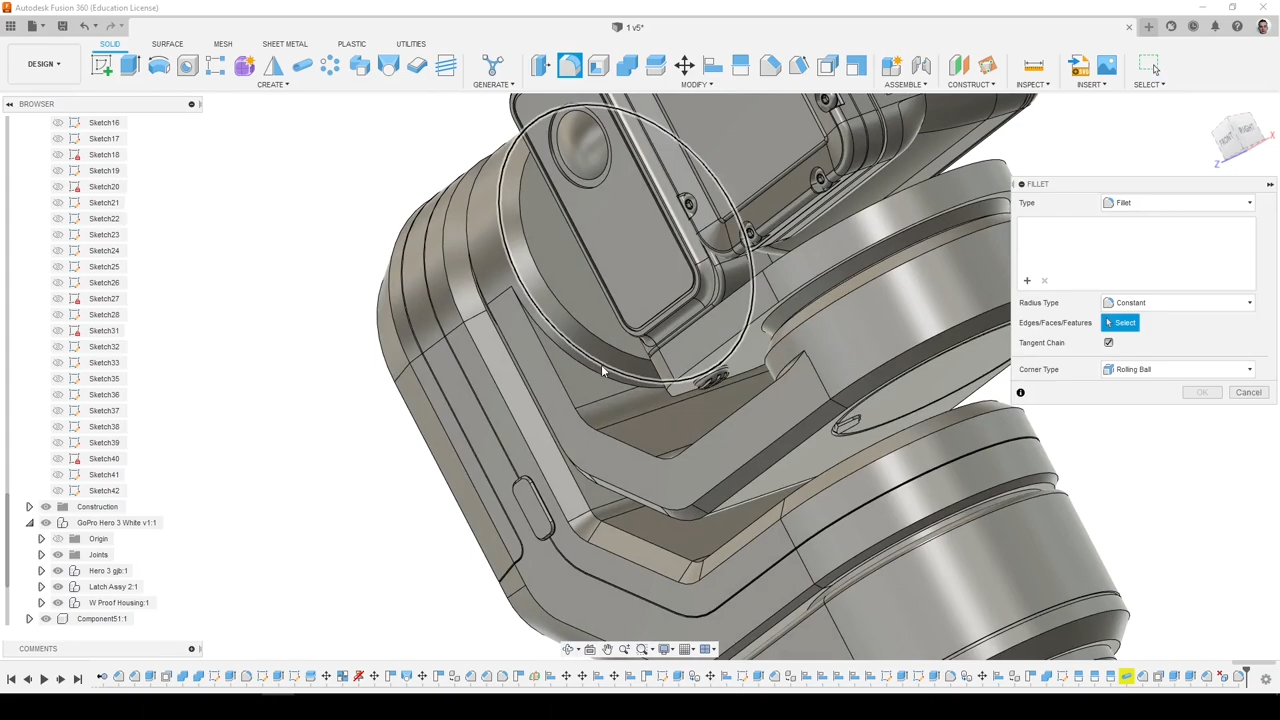 Autodesk Fusion 360 (Education License)
1 v5*
SOLID SURFACE MESH SHEET METAL PLASTIC UTILITIES
DESIGN
CREATE GENERATE MODIFY ASSEMBLE CONSTRUCT INSPECT INSERT SELECT
BROWSER
Sketch16
Sketch17
Sketch18
Sketch19
Sketch20
Sketch21
Sketch22
Sketch23
Sketch24
Sketch25
Sketch26
Sketch27
Sketch28
Sketch31
Sketch32
Sketch33
Sketch35
Sketch36
Sketch37
Sketch38
Sketch39
Sketch40
Sketch41
Sketch42
Construction
GoPro Hero 3 White v1:1
Origin
Joints
Hero 3 gjb:1
Latch Assy 2:1
W Proof Housing:1
Component51:1
COMMENTS
FRONT RIGHT
X
Z
FILLET
Type Fillet
Radius Type Constant
Edges/Faces/Features Select
Tangent Chain
Corner Type Rolling Ball
OK Cancel